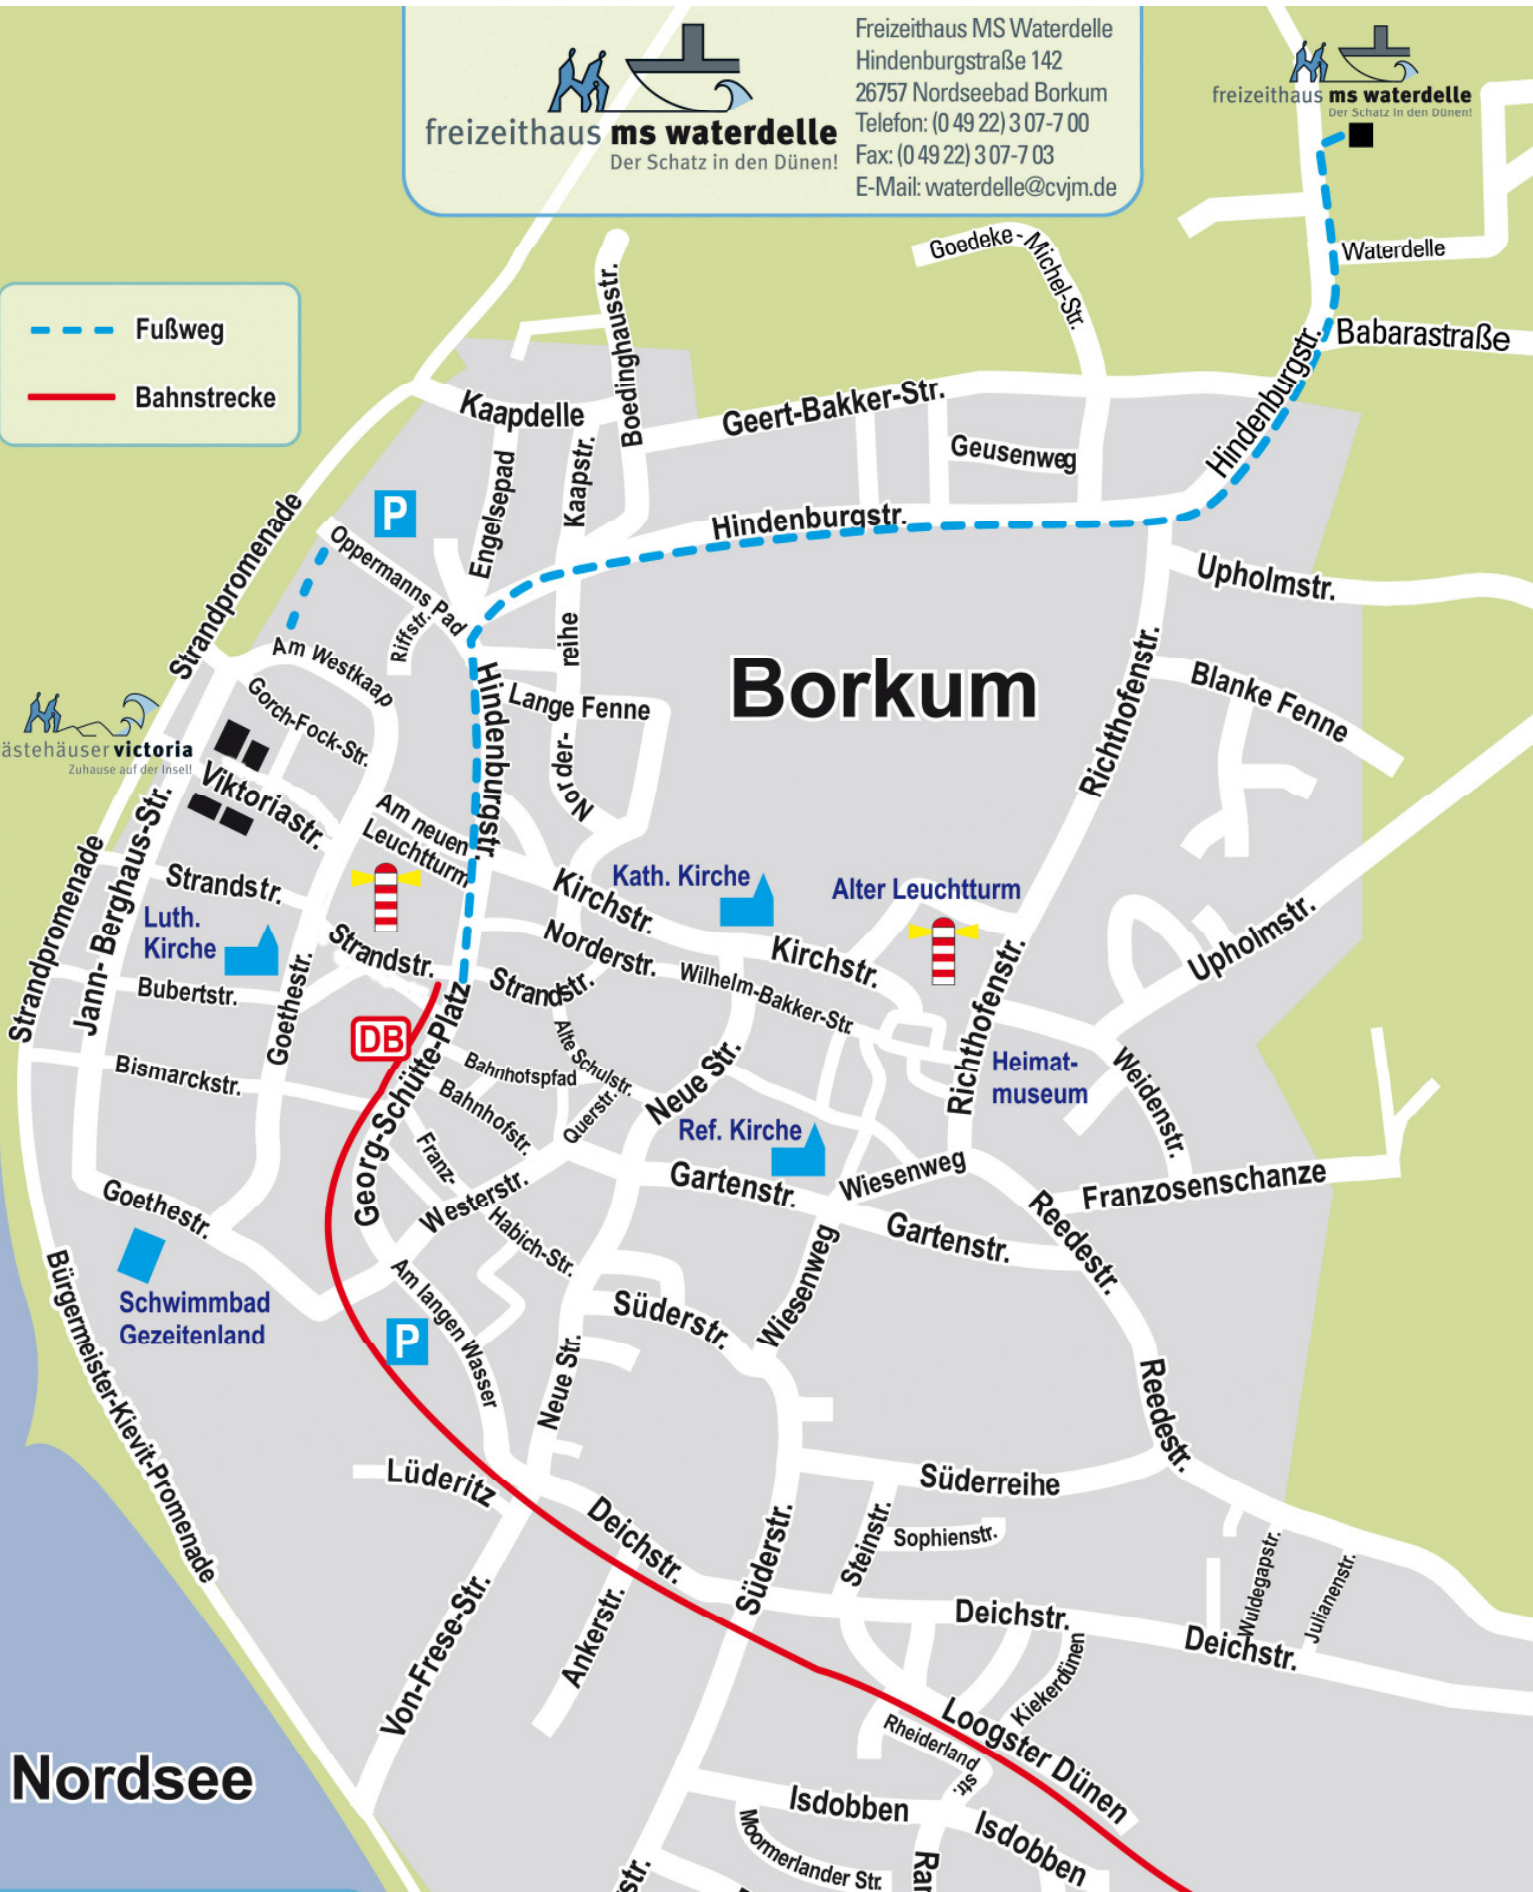 freizeithaus ms waterdelle
Der Schatz in den Dünen!
Freizeithaus MS Waterdelle
Hindenburgstraße 142
26757 Nordseebad Borkum
Telefon: (0 49 22) 3 07-7 00
Fax: (0 49 22) 3 07-7 03
E-Mail: waterdelle@cvjm.de
freizeithaus ms waterdelle
Der Schatz in den Dünen!
Fußweg
Bahnstrecke
Goedeke-Michel-Str.
Waterdelle
Babarastraße
Boedinghausstr.
Kaapdelle
Geert-Bakker-Str.
Hindenburgstr.
Geusenweg
Engelsepad
Kaapstr.
P
Strandpromenade
Oppermanns Pad
Hindenburgstr.
Upholmstr.
Riffstr.
Am Westkaap
Norder-
reihe
Lange Fenne
Borkum
Richthofenstr.
Blanke Fenne
Gorch-Fock-Str.
Hindenburgstr.
ästehäuser victoria
Zuhause auf der Insel!
Viktoriastr.
Am neuen
Leuchtturm
Strandpromenade
Jann- Berghaus-Str.
Strandstr.
Kirchstr.
Kath. Kirche
Alter Leuchtturm
Luth.
Kirche
Strandstr.
Norderstr.
Kirchstr.
Upholmstr.
Bubertstr.
Goethestr.
Strandstr.
Wilhelm-Bakker-Str.
Richthofenstr.
DB
Georg-Schütte-Platz
Alte Schulstr.
Bahnhofspfad
Neue Str.
Heimat-
museum
Weidenstr.
Bismarckstr.
Bahnhofstr.
Querstr.
Ref. Kirche
Franz-
Habich-Str.
Westerstr.
Gartenstr.
Wiesenweg
Franzosenschanze
Goethestr.
Gartenstr.
Reedestr.
Schwimmbad
Gezeitenland
Bürgermeister-Kievit-Promenade
Am langen Wasser
P
Süderstr.
Wiesenweg
Neue Str.
Reedestr.
Lüderitz
Süderreihe
Deichstr.
Süderstr.
Steinstr.
Sophienstr.
Wuldegapstr.
Julianenstr.
Von-Frese-Str.
Ankerstr.
Deichstr.
Deichstr.
Kiekerdünen
Loogster Dünen
Rheiderland
str.
Nordsee
Isdobben
Isdobben
Moormerlander Str.
str.
Rar